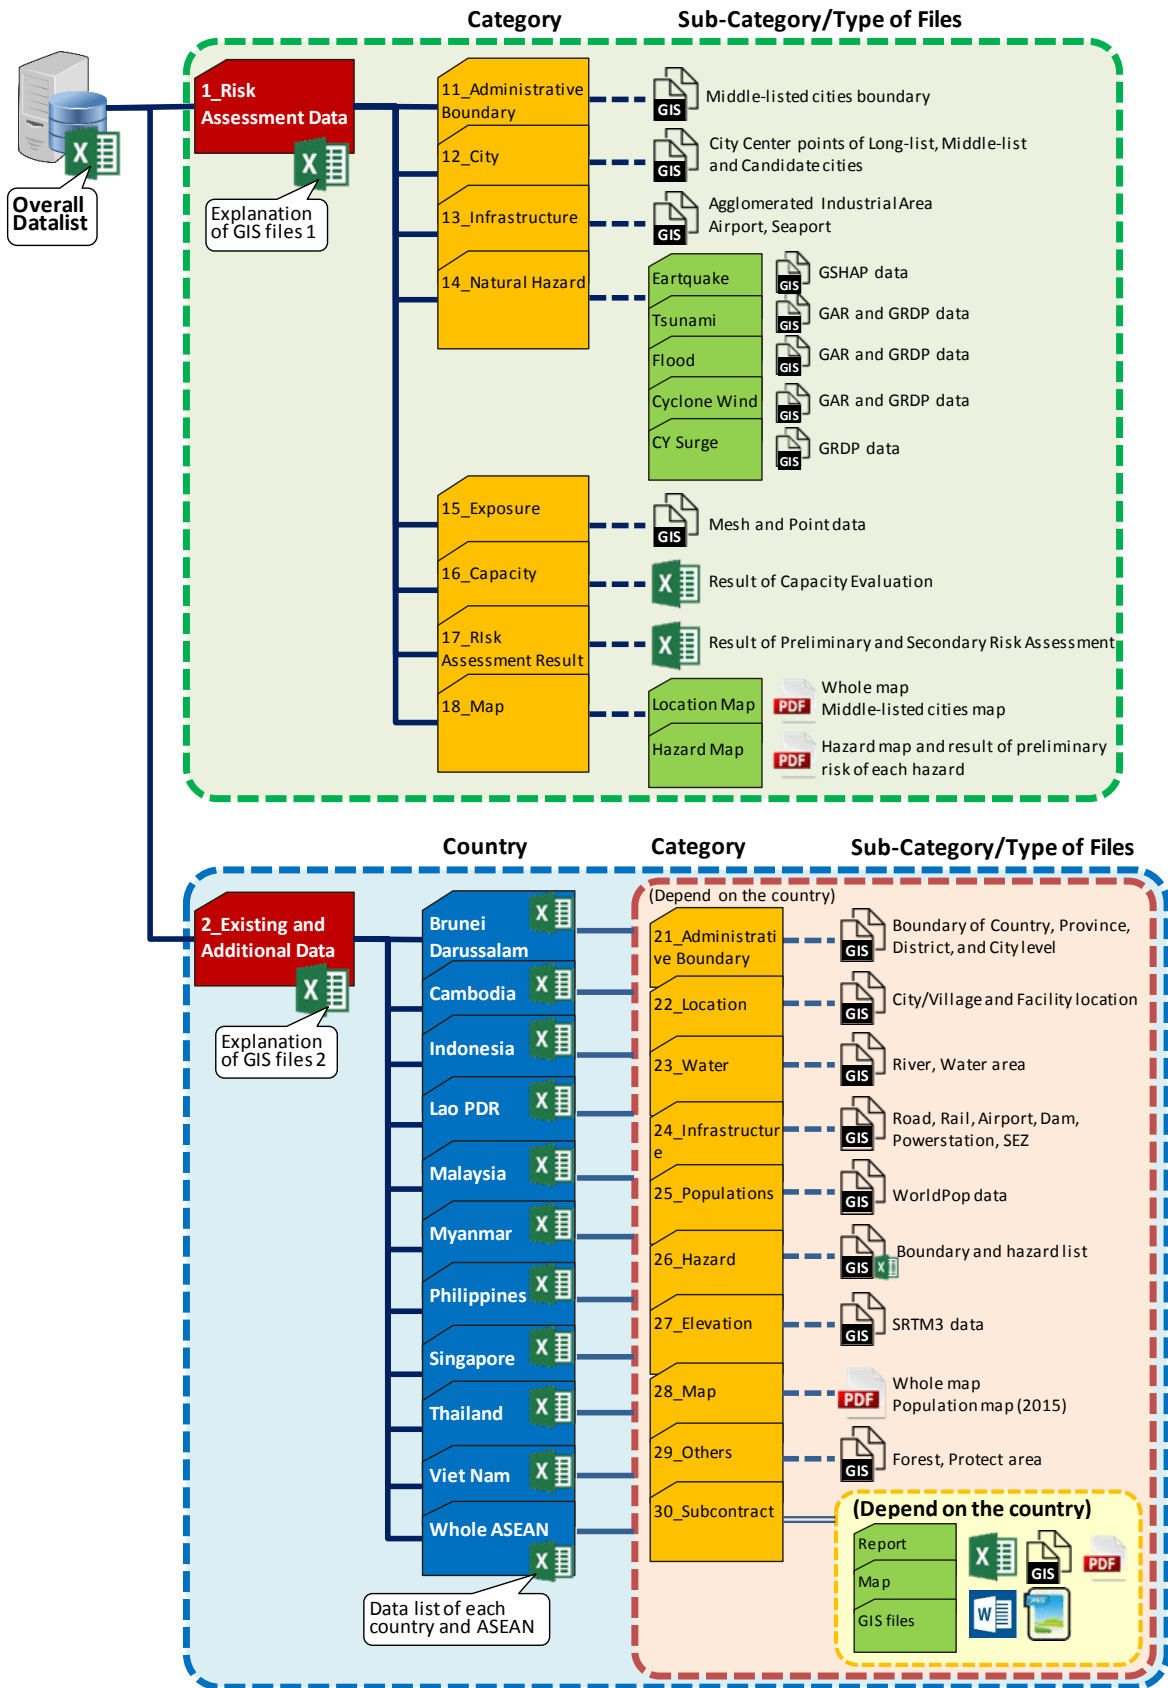 Category
Sub-Category/Type of Files
1_Risk
Assessment Data
X
Overall
Datalist
X
Explanation
of GIS files 1
11_Administrative
Boundary
GIS
Middle-listed cities boundary
12_City
GIS
City Center points of Long-list, Middle-list
and Candidate cities
13_Infrastructure
GIS
Agglomerated Industrial Area
Airport, Seaport
14_Natural Hazard
Eartquake
GIS
GSHAP data
Tsunami
GIS
GAR and GRDP data
Flood
GIS
GAR and GRDP data
Cyclone Wind
GIS
GAR and GRDP data
CY Surge
GIS
GRDP data
15_Exposure
GIS
Mesh and Point data
16_Capacity
X
Result of Capacity Evaluation
17_RIsk
Assessment Result
X
Result of Preliminary and Secondary Risk Assessment
18_Map
Location Map
PDF
Whole map
Middle-listed cities map
Hazard Map
PDF
Hazard map and result of preliminary
risk of each hazard
Country
Category
Sub-Category/Type of Files
2_Existing and
Additional Data
X
Explanation
of GIS files 2
Brunei
Darussalam
X
Cambodia
X
Indonesia
X
Lao PDR
X
Malaysia
X
Myanmar
X
Philippines
X
Singapore
X
Thailand
X
Viet Nam
X
Whole ASEAN
X
Data list of each
country and ASEAN
(Depend on the country)
21_Administrati
ve Boundary
GIS
Boundary of Country, Province,
District, and City level
22_Location
GIS
City/Village and Facility location
23_Water
GIS
River, Water area
24_Infrastructur
e
GIS
Road, Rail, Airport, Dam,
Powerstation, SEZ
25_Populations
GIS
WorldPop data
26_Hazard
GIS
X
Boundary and hazard list
27_Elevation
GIS
SRTM3 data
28_Map
PDF
Whole map
Population map (2015)
29_Others
GIS
Forest, Protect area
30_Subcontract
(Depend on the country)
Report
Map
GIS files
X
GIS
PDF
W